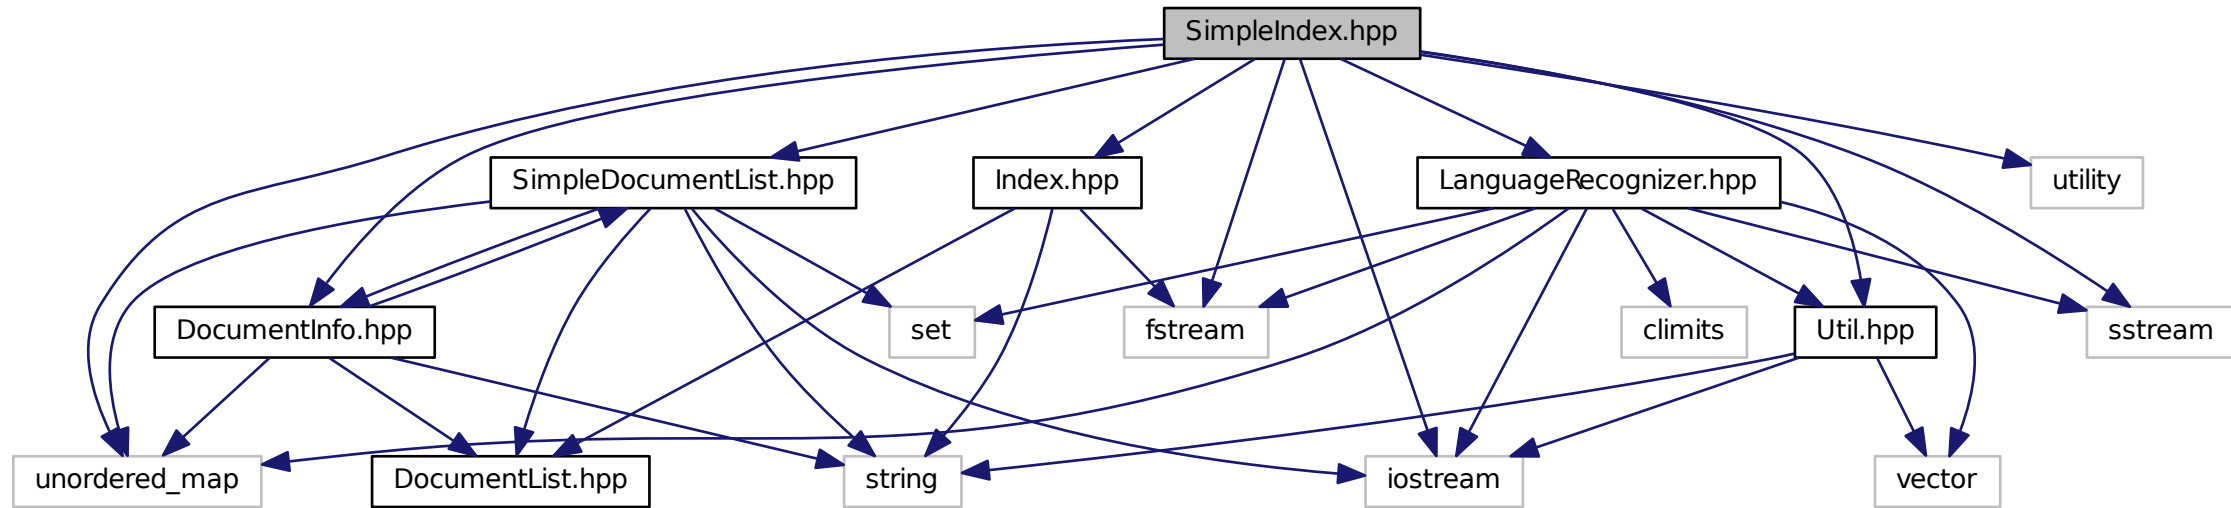 SimpleIndex.hpp
SimpleDocumentList.hpp
Index.hpp
LanguageRecognizer.hpp
utility
DocumentInfo.hpp
set
fstream
climits
Util.hpp
sstream
unordered_map
DocumentList.hpp
string
iostream
vector